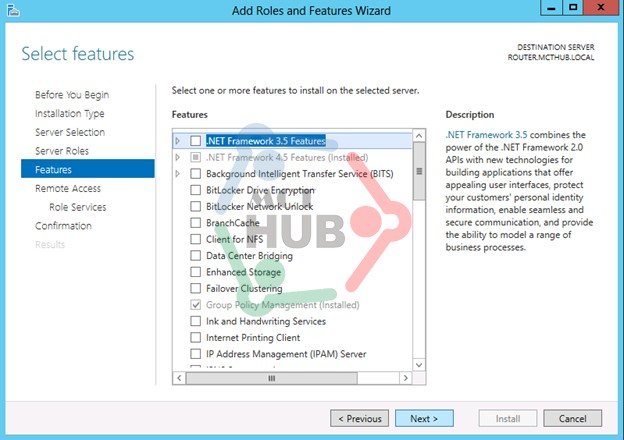 Add Roles and Features Wizard
Select features
DESTINATION SERVER
ROUTER.MCTHUB.LOCAL
Before You Begin
Installation Type
Server Selection
Server Roles
Features
Remote Access
Role Services
Confirmation
Results
Select one or more features to install on the selected server.
Features
.NET Framework 3.5 Features
.NET Framework 4.5 Features (Installed)
Background Intelligent Transfer Service (BITS)
BitLocker Drive Encryption
BitLocker Network Unlock
BranchCache
Client for NFS
Data Center Bridging
Enhanced Storage
Failover Clustering
Group Policy Management (Installed)
Ink and Handwriting Services
Internet Printing Client
IP Address Management (IPAM) Server
Description
.NET Framework 3.5 combines
the power of the .NET Framework 2.0
APIs with new technologies for
building applications that offer
appealing user interfaces, protect
your customers' personal identity
information, enable seamless and
secure communication, and provide
the ability to model a range of
business processes.
MCT
HUB
< Previous
Next >
Install
Cancel